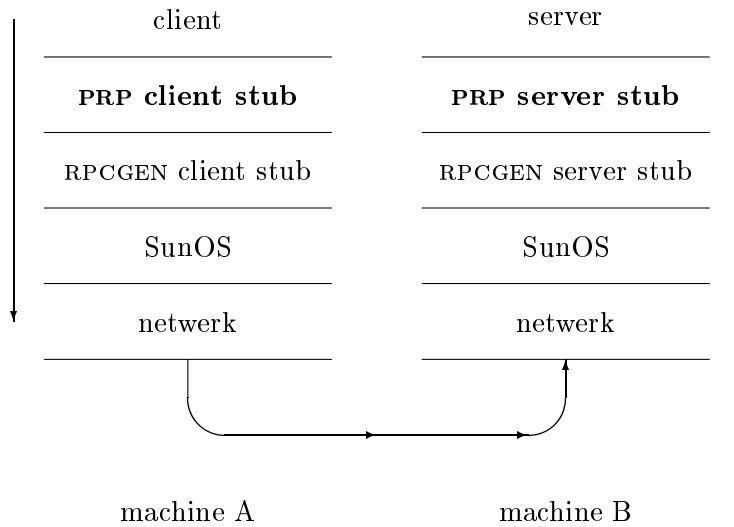 client
PRP client stub
RPCGEN client stub
SunOS
netwerk
machine A
server
PRP server stub
RPCGEN server stub
SunOS
netwerk
machine B